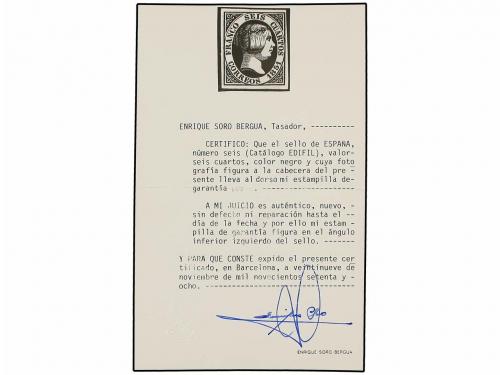 FRANCO SEIS CUARTOS
CORREOS 1851
ENRIQUE SORO BERGUA, Tasador, ----------
CERTIFICO: Que el sello de ESPAÑA,
número seis (Catálogo EDIFIL), valor-
seis cuartos, color negro y cuya foto
grafía figura a la cabecera del pre -
sente lleva al dorso mi estampilla de-
garantía . --------------------
A MI JUICIO es auténtico, nuevo, -
sin defecto ni reparación hasta el --
día de la fecha y por ello mi estam -
pilla de garantía figura en el ángulo
inferior izquierdo del sello. -------
Y PARA QUE CONSTE expido el presente cer
tificado, en Barcelona, a veintinueve de
noviembre de mil novecientos setenta y -
ocho. ----------------------
ENRIQUE SORO BERGUA